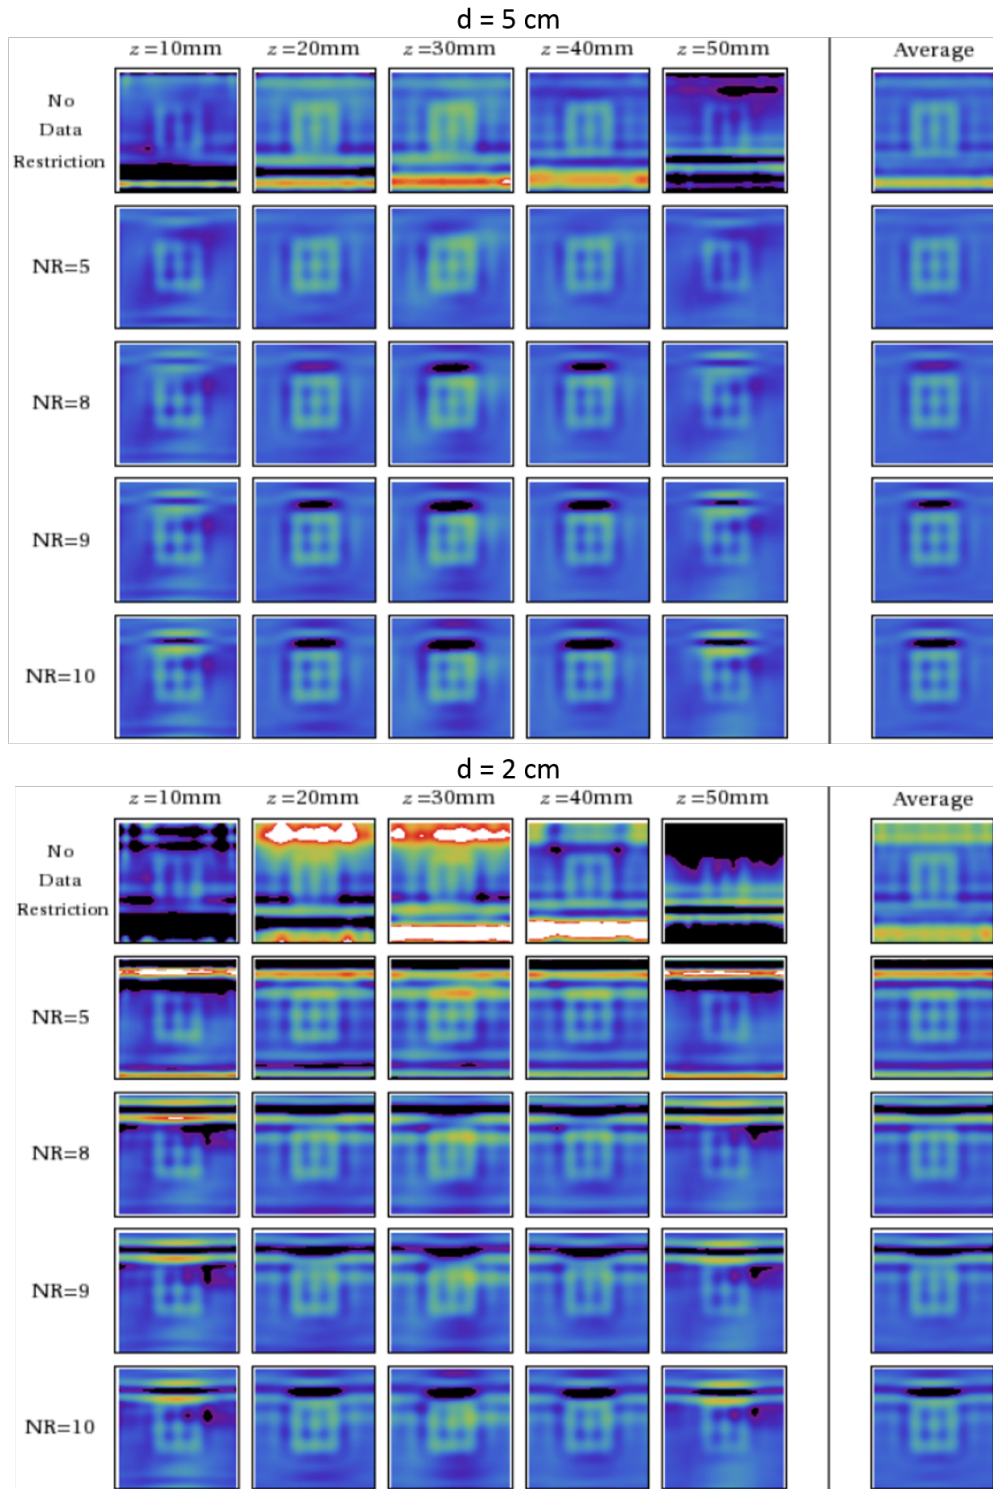 d = 5 cm
z=10mm z=20mm z=30mm z=40mm z=50mm Average
No
Data
Restriction
NR=5
NR=8
NR=9
NR=10
d = 2 cm
z=10mm z=20mm z=30mm z=40mm z=50mm Average
No
Data
Restriction
NR=5
NR=8
NR=9
NR=10